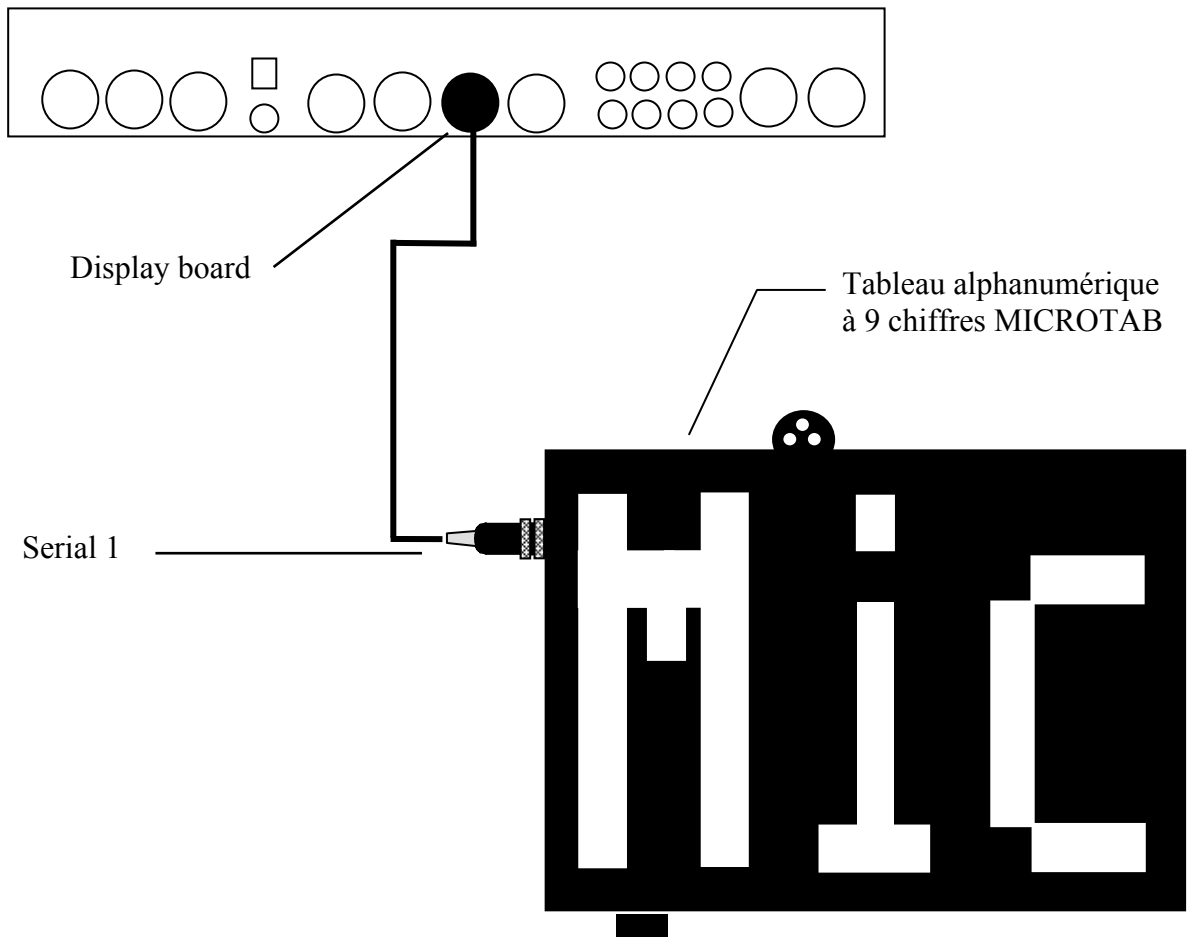 Display board
Tableau alphanumérique
à 9 chiffres MICROTAB
Serial 1
MiC